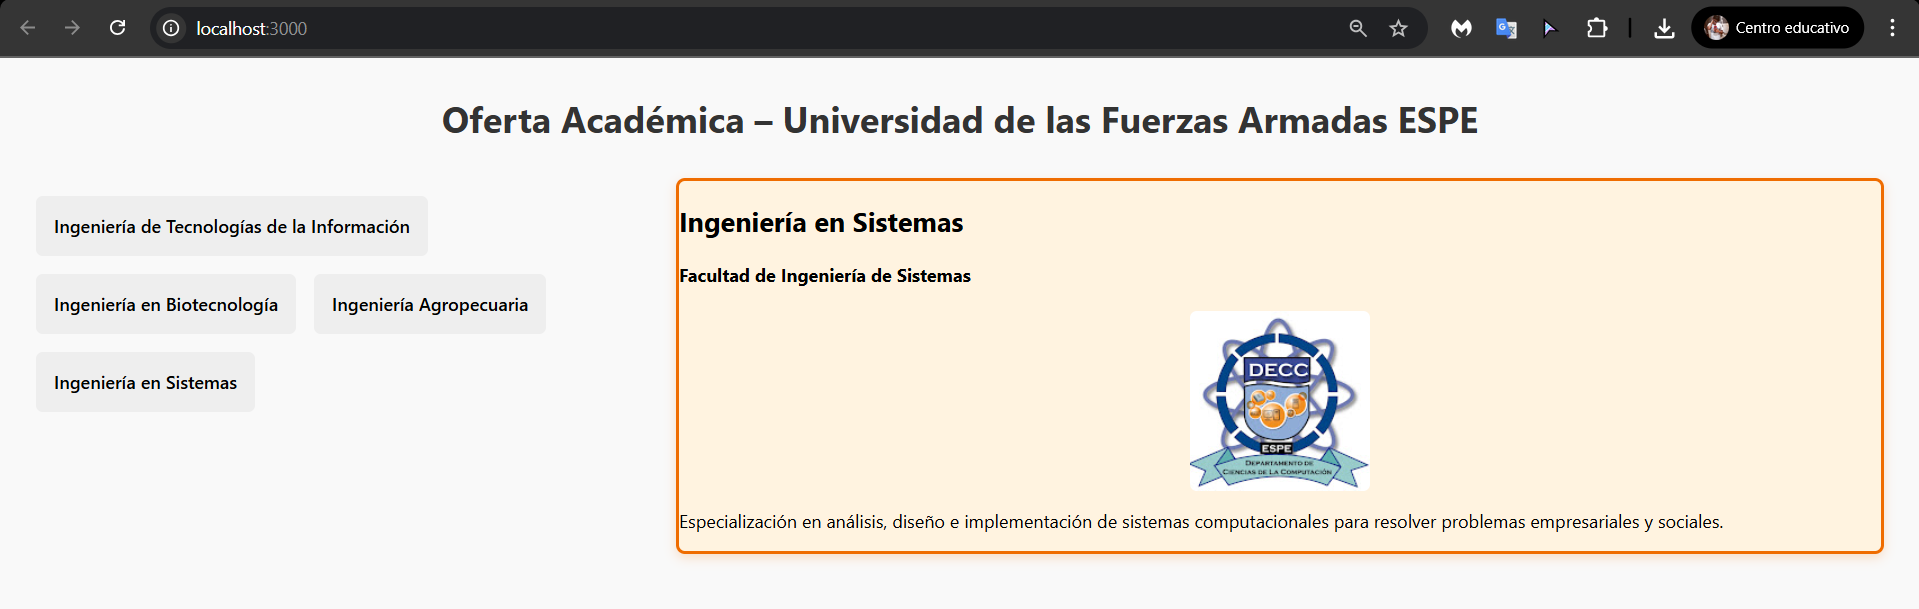 localhost:3000
Centro educativo
Oferta Académica – Universidad de las Fuerzas Armadas ESPE
Ingeniería de Tecnologías de la Información
Ingeniería en Biotecnología
Ingeniería Agropecuaria
Ingeniería en Sistemas
Ingeniería en Sistemas
Facultad de Ingeniería de Sistemas
DECC
ESPE
DEPARTAMENTO DE
CIENCIAS DE LA COMPUTACIÓN
Especialización en análisis, diseño e implementación de sistemas computacionales para resolver problemas empresariales y sociales.